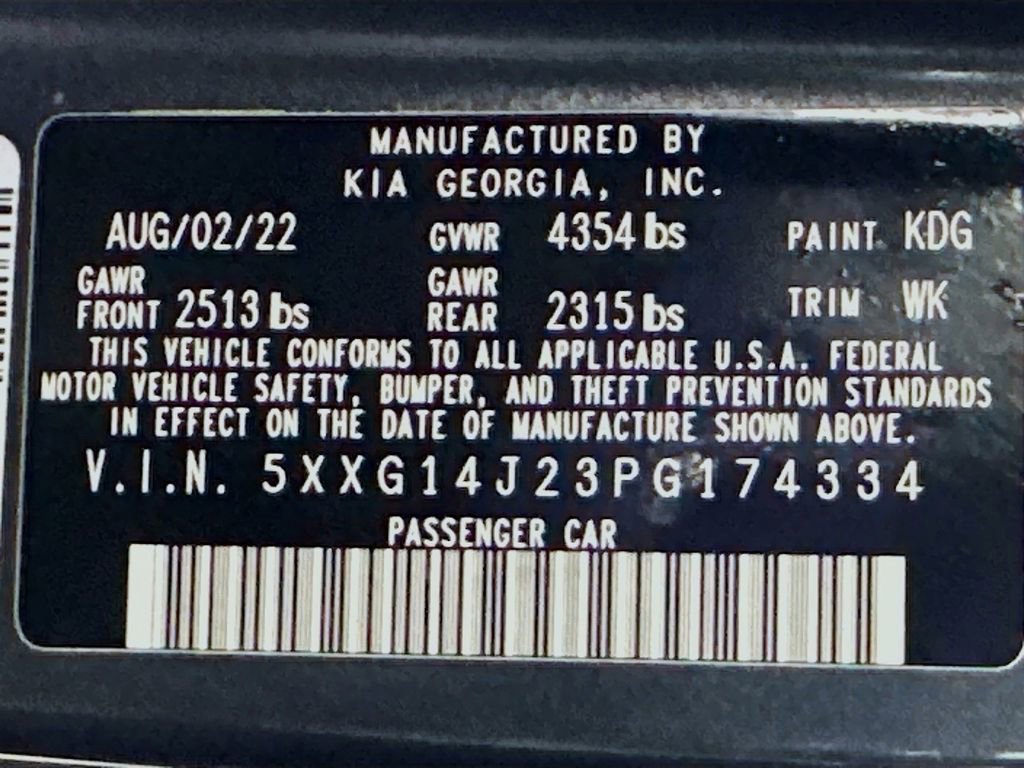 MANUFACTURED BY
KIA GEORGIA, INC.
AUG/02/22 GVWR 4354 lbs PAINT KDG
GAWR FRONT 2513 lbs GAWR REAR 2315 lbs TRIM WK
THIS VEHICLE CONFORMS TO ALL APPLICABLE U.S.A. FEDERAL
MOTOR VEHICLE SAFETY, BUMPER, AND THEFT PREVENTION STANDARDS
IN EFFECT ON THE DATE OF MANUFACTURE SHOWN ABOVE.
V.I.N. 5XXG14J23PG174334
PASSENGER CAR